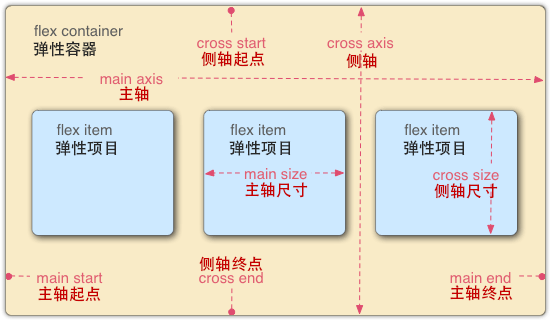 flex container
弹性容器
cross start
侧轴起点
cross axis
侧轴
main axis
主轴
flex item
弹性项目
flex item
弹性项目
flex item
弹性项目
main size
主轴尺寸
cross size
侧轴尺寸
main start
主轴起点
侧轴终点
cross end
main end
主轴终点